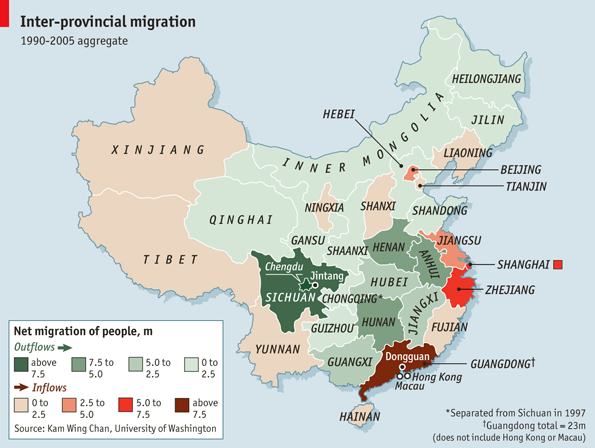 Inter-provincial migration
1990-2005 aggregate
HEILONGJIANG
JILIN
HEBEI
INNER MONGOLIA
LIAONING
XINJIANG
BEIJING
TIANJIN
NINGXIA
SHANXI
SHANDONG
QINGHAI
GANSU
SHAANXI
HENAN
JIANGSU
TIBET
ANHUI
SHANGHAI
Chengdu
Jintang
HUBEI
ZHEJIANG
SICHUAN
CHONGQING*
JIANGXI
HUNAN
GUIZHOU
FUJIAN
YUNNAN
GUANGXI
Dongguan
GUANGDONG†
Hong Kong
Macau
HAINAN
Net migration of people, m
Outflows
above 7.5
7.5 to 5.0
5.0 to 2.5
0 to 2.5
Inflows
0 to 2.5
2.5 to 5.0
5.0 to 7.5
above 7.5
Source: Kam Wing Chan, University of Washington
*Separated from Sichuan in 1997
†Guangdong total = 23m
(does not include Hong Kong or Macau)